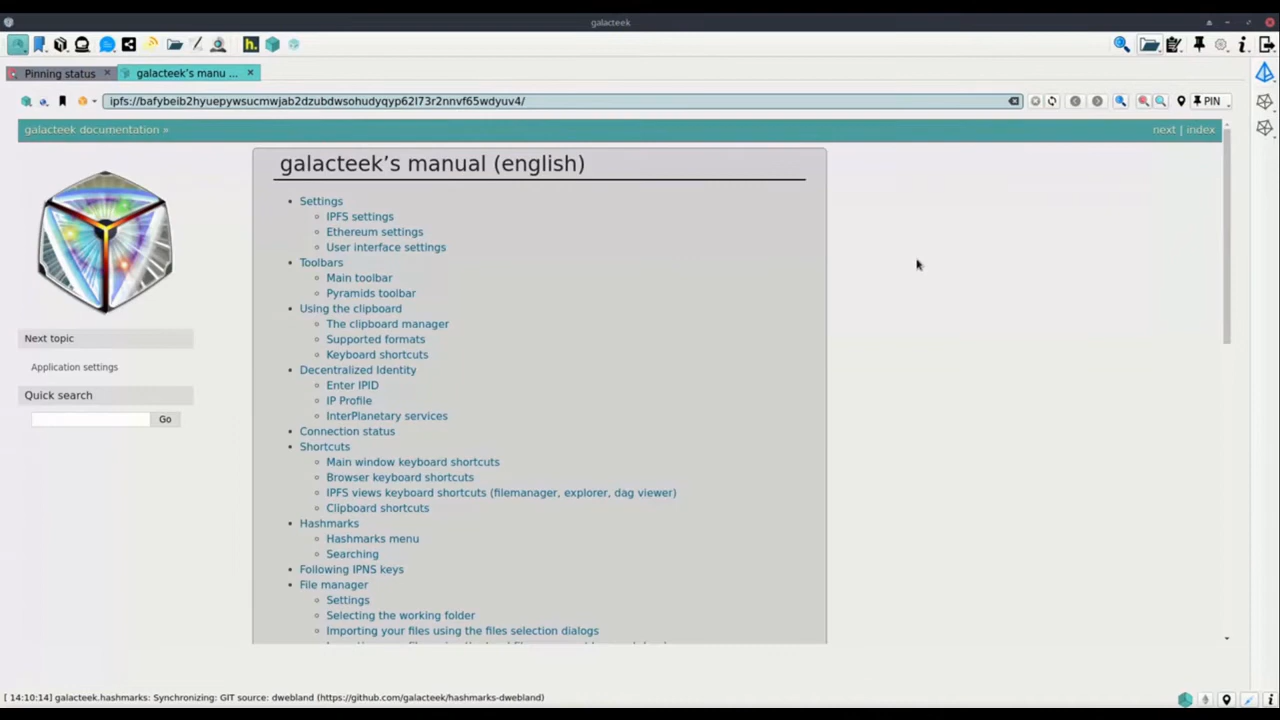 galacteek
h.
Pinning status
galacteek's manu ...
ipfs://bafybeib2hyuepywsucmwjab2dzubdwsohudyqyp62l73r2nnvf65wdyuv4/
PIN
galacteek documentation »
next | index
galacteek’s manual (english)
Settings
IPFS settings
Ethereum settings
User interface settings
Toolbars
Main toolbar
Pyramids toolbar
Using the clipboard
The clipboard manager
Supported formats
Keyboard shortcuts
Decentralized Identity
Enter IPID
IP Profile
InterPlanetary services
Connection status
Shortcuts
Main window keyboard shortcuts
Browser keyboard shortcuts
IPFS views keyboard shortcuts (filemanager, explorer, dag viewer)
Clipboard shortcuts
Hashmarks
Hashmarks menu
Searching
Following IPNS keys
File manager
Settings
Selecting the working folder
Importing your files using the files selection dialogs
Next topic
Application settings
Quick search
Go
[ 14:10:14] galacteek.hashmarks: Synchronizing: GIT source: dwebland (https://github.com/galacteek/hashmarks-dwebland)